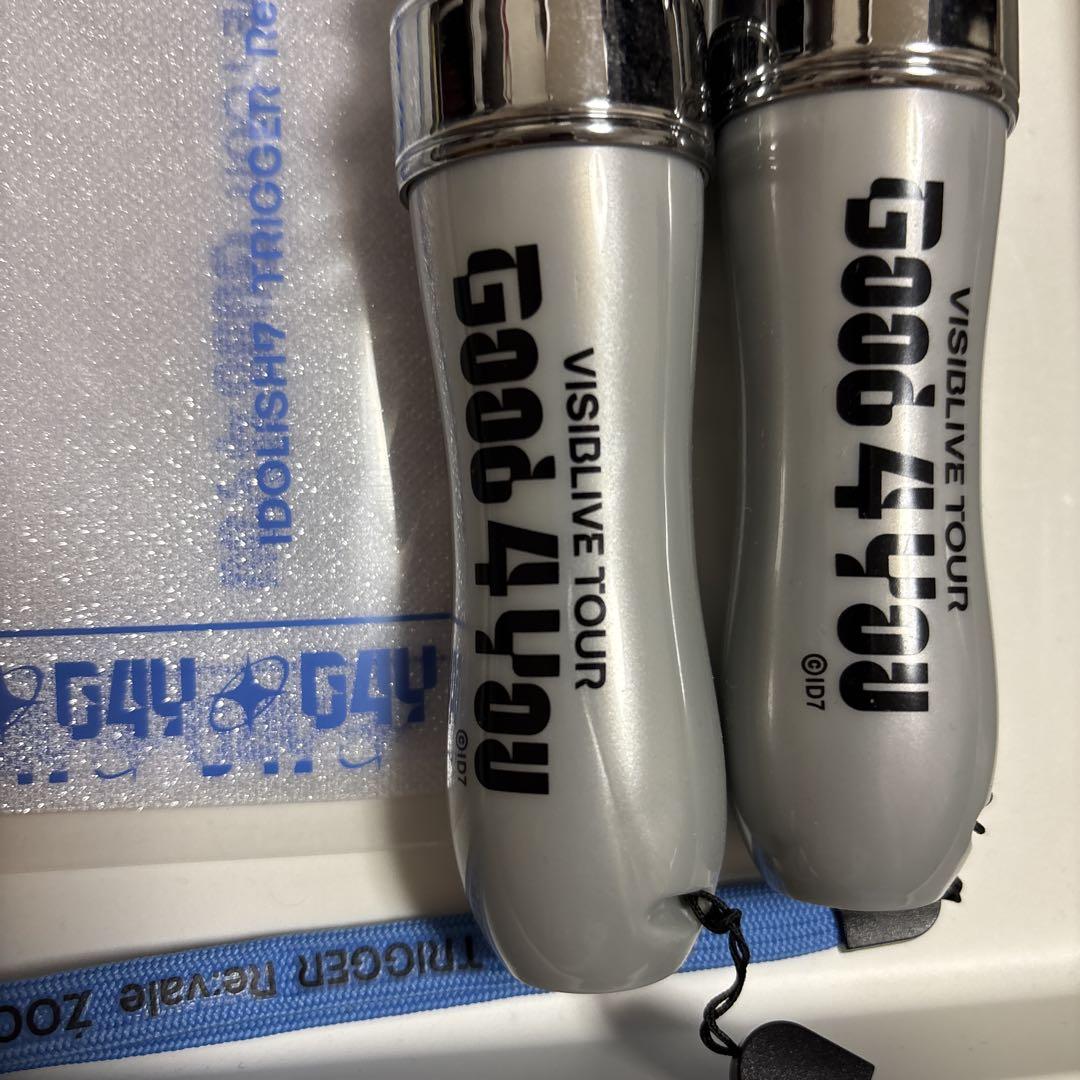 IDOLiSH7 TRIGGER Re
G4Y G4Y
Good 4 you
VISIBLIVE TOUR
©ID7
Good 4 you
VISIBLIVE TOUR
©ID7
TRIGGER Re:vale ŹOO